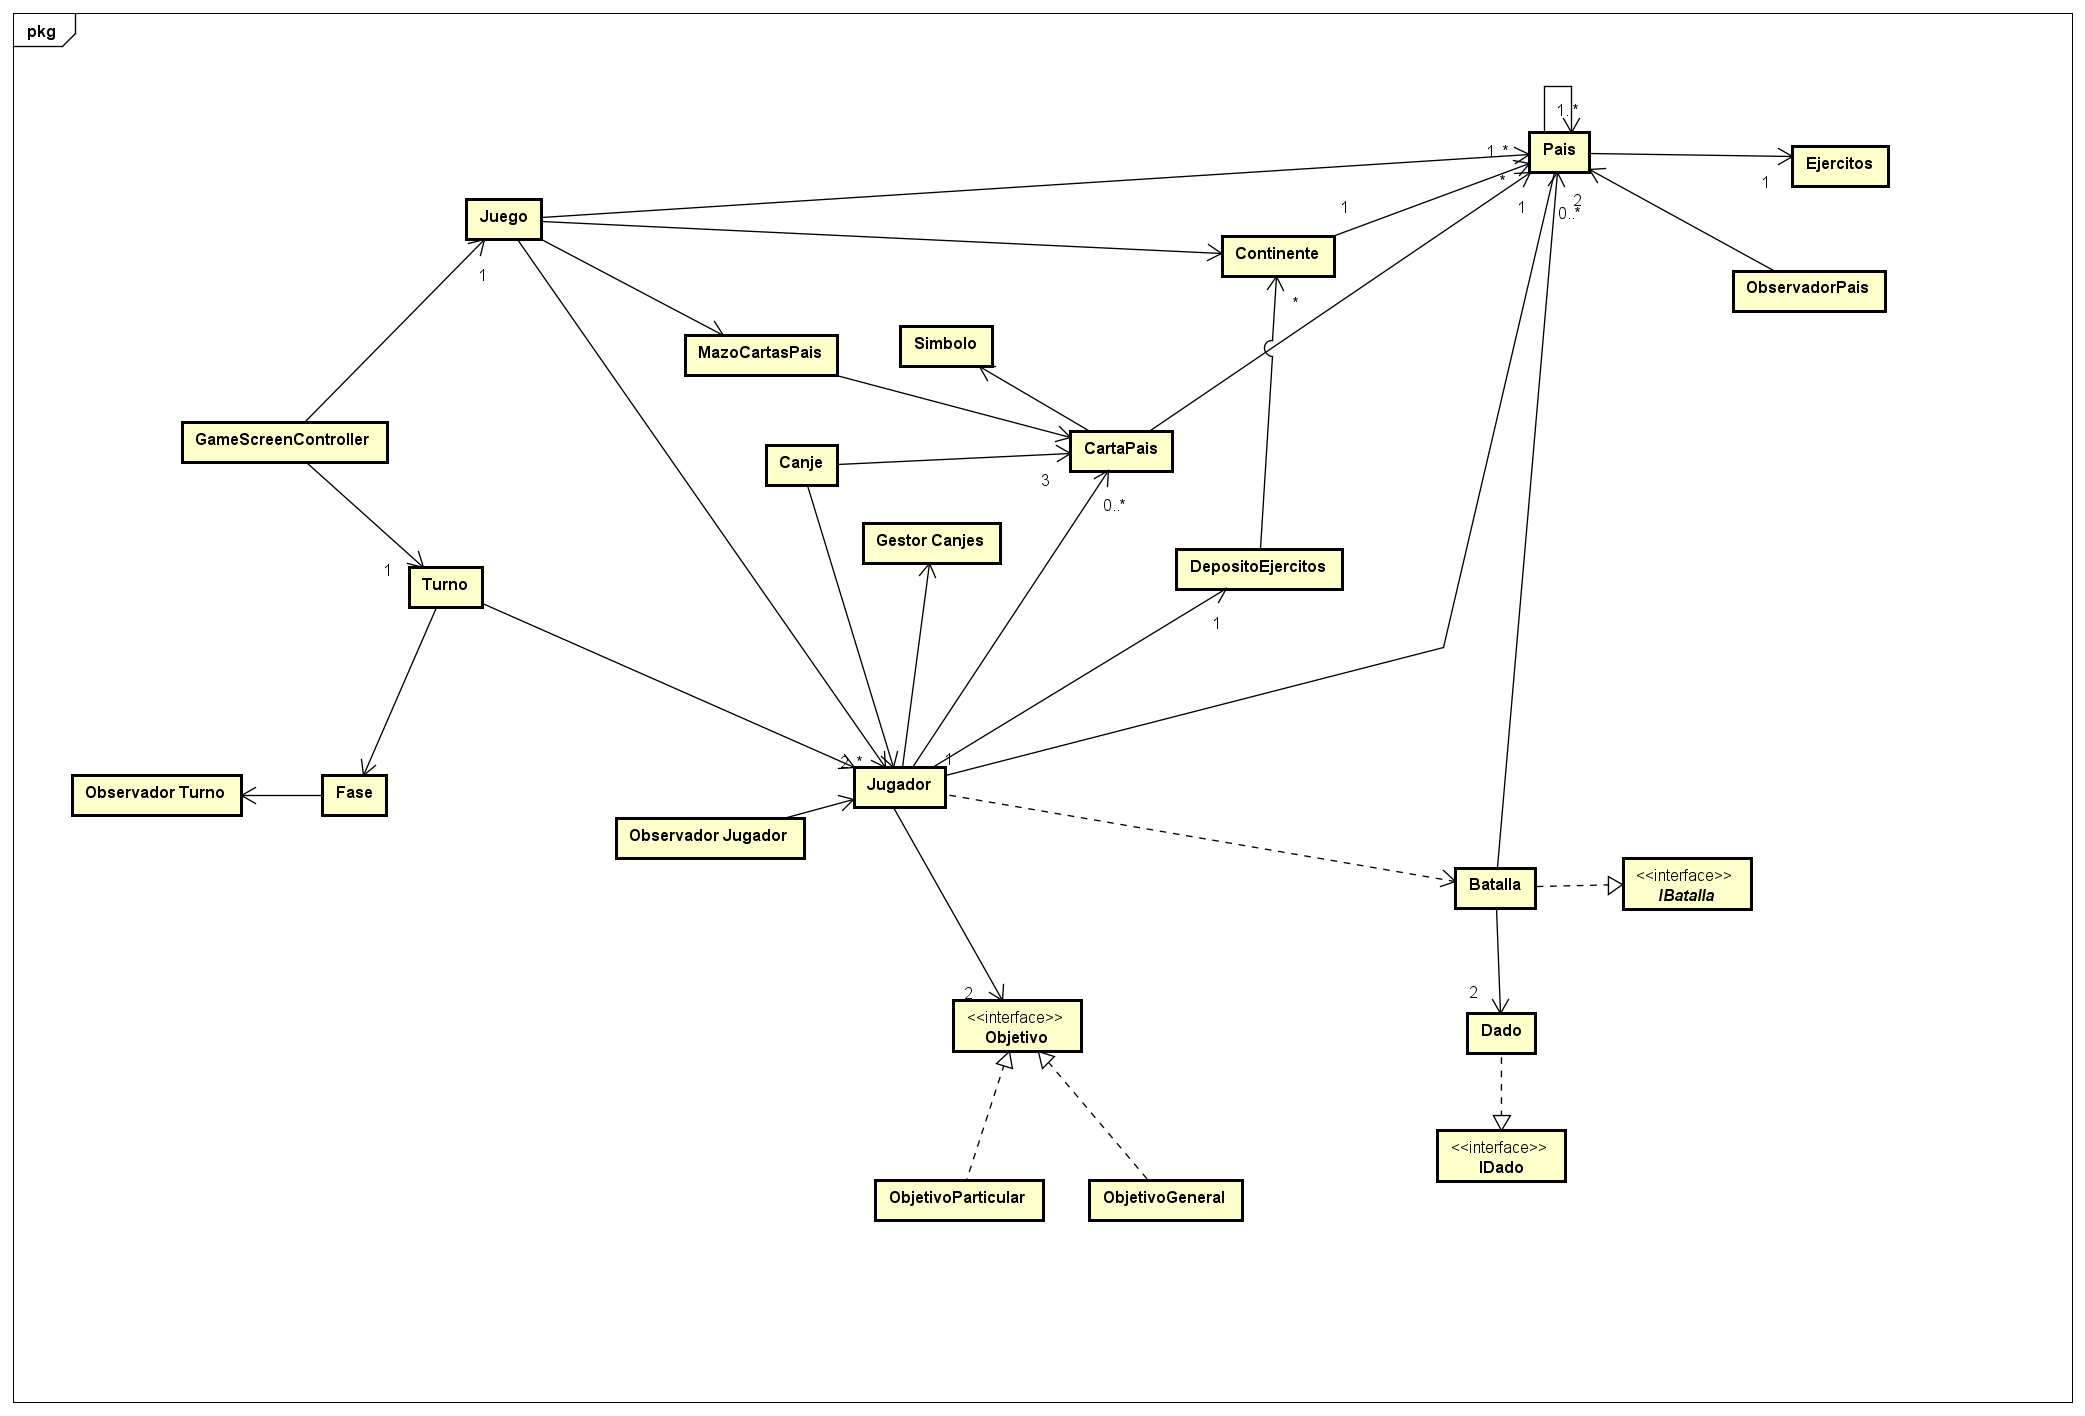 pkg
1..*
Pais
1..*
Ejercitos
*
1
2
1
1
0..*
Juego
Continente
1
ObservadorPais
*
Simbolo
MazoCartasPais
GameScreenController
CartaPais
Canje
3
0..*
Gestor Canjes
DepositoEjercitos
1
Turno
1
2..*
1
Jugador
Observador Turno
Fase
Observador Jugador
Batalla
<<interface>>
IBatalla
2
2
<<interface>>
Objetivo
Dado
<<interface>>
IDado
ObjetivoParticular
ObjetivoGeneral